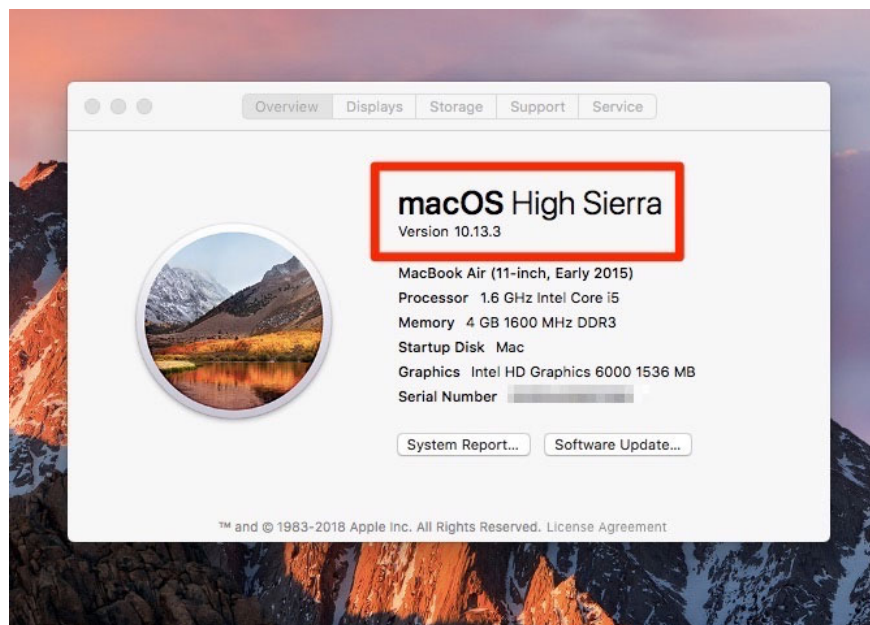 Overview Displays Storage Support Service
macOS High Sierra
Version 10.13.3
MacBook Air (11-inch, Early 2015)
Processor 1.6 GHz Intel Core i5
Memory 4 GB 1600 MHz DDR3
Startup Disk Mac
Graphics Intel HD Graphics 6000 1536 MB
Serial Number
System Report... Software Update...
™ and © 1983-2018 Apple Inc. All Rights Reserved. License Agreement